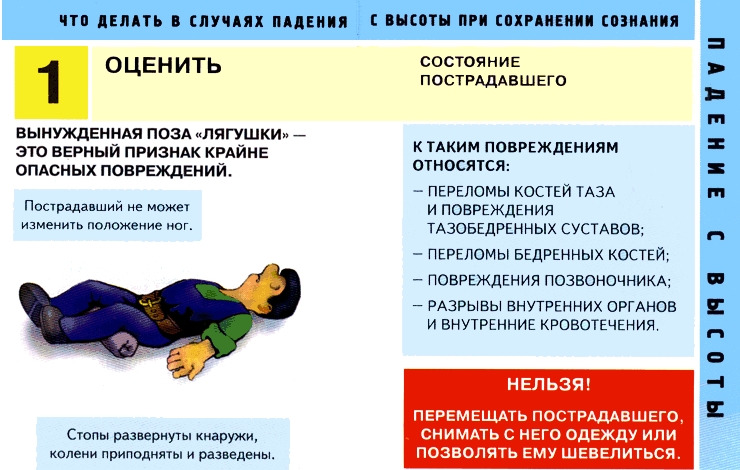 ЧТО ДЕЛАТЬ В СЛУЧАЯХ ПАДЕНИЯ С ВЫСОТЫ ПРИ СОХРАНЕНИИ СОЗНАНИЯ
1
ОЦЕНИТЬ
СОСТОЯНИЕ
ПОСТРАДАВШЕГО
ВЫНУЖДЕННАЯ ПОЗА «ЛЯГУШКИ» —
ЭТО ВЕРНЫЙ ПРИЗНАК КРАЙНЕ
ОПАСНЫХ ПОВРЕЖДЕНИЙ.
Пострадавший не может
изменить положение ног.
Стопы развернуты кнаружи,
колени приподняты и разведены.
К ТАКИМ ПОВРЕЖДЕНИЯМ
ОТНОСЯТСЯ:
— ПЕРЕЛОМЫ КОСТЕЙ ТАЗА
И ПОВРЕЖДЕНИЯ
ТАЗОБЕДРЕННЫХ СУСТАВОВ;
— ПЕРЕЛОМЫ БЕДРЕННЫХ КОСТЕЙ;
— ПОВРЕЖДЕНИЯ ПОЗВОНОЧНИКА;
— РАЗРЫВЫ ВНУТРЕННИХ ОРГАНОВ
И ВНУТРЕННИЕ КРОВОТЕЧЕНИЯ.
НЕЛЬЗЯ!
ПЕРЕМЕЩАТЬ ПОСТРАДАВШЕГО,
СНИМАТЬ С НЕГО ОДЕЖДУ ИЛИ
ПОЗВОЛЯТЬ ЕМУ ШЕВЕЛИТЬСЯ.
ПАДЕНИЕ С ВЫСОТЫ